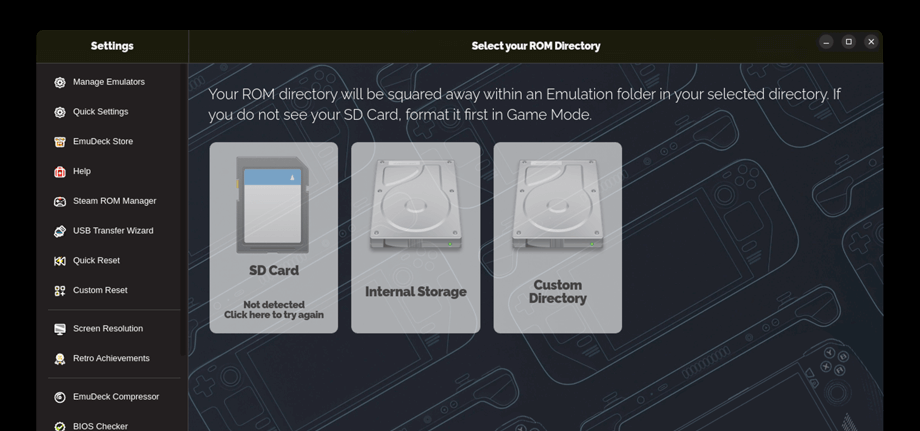 Settings
Select your ROM Directory
Manage Emulators
Quick Settings
EmuDeck Store
Help
Steam ROM Manager
USB Transfer Wizard
Quick Reset
Custom Reset
Screen Resolution
Retro Achievements
EmuDeck Compressor
BIOS Checker
Your ROM directory will be squared away within an Emulation folder in your selected directory. If
you do not see your SD Card, format it first in Game Mode.
SD Card
Not detected
Click here to try again
Internal Storage
Custom
Directory